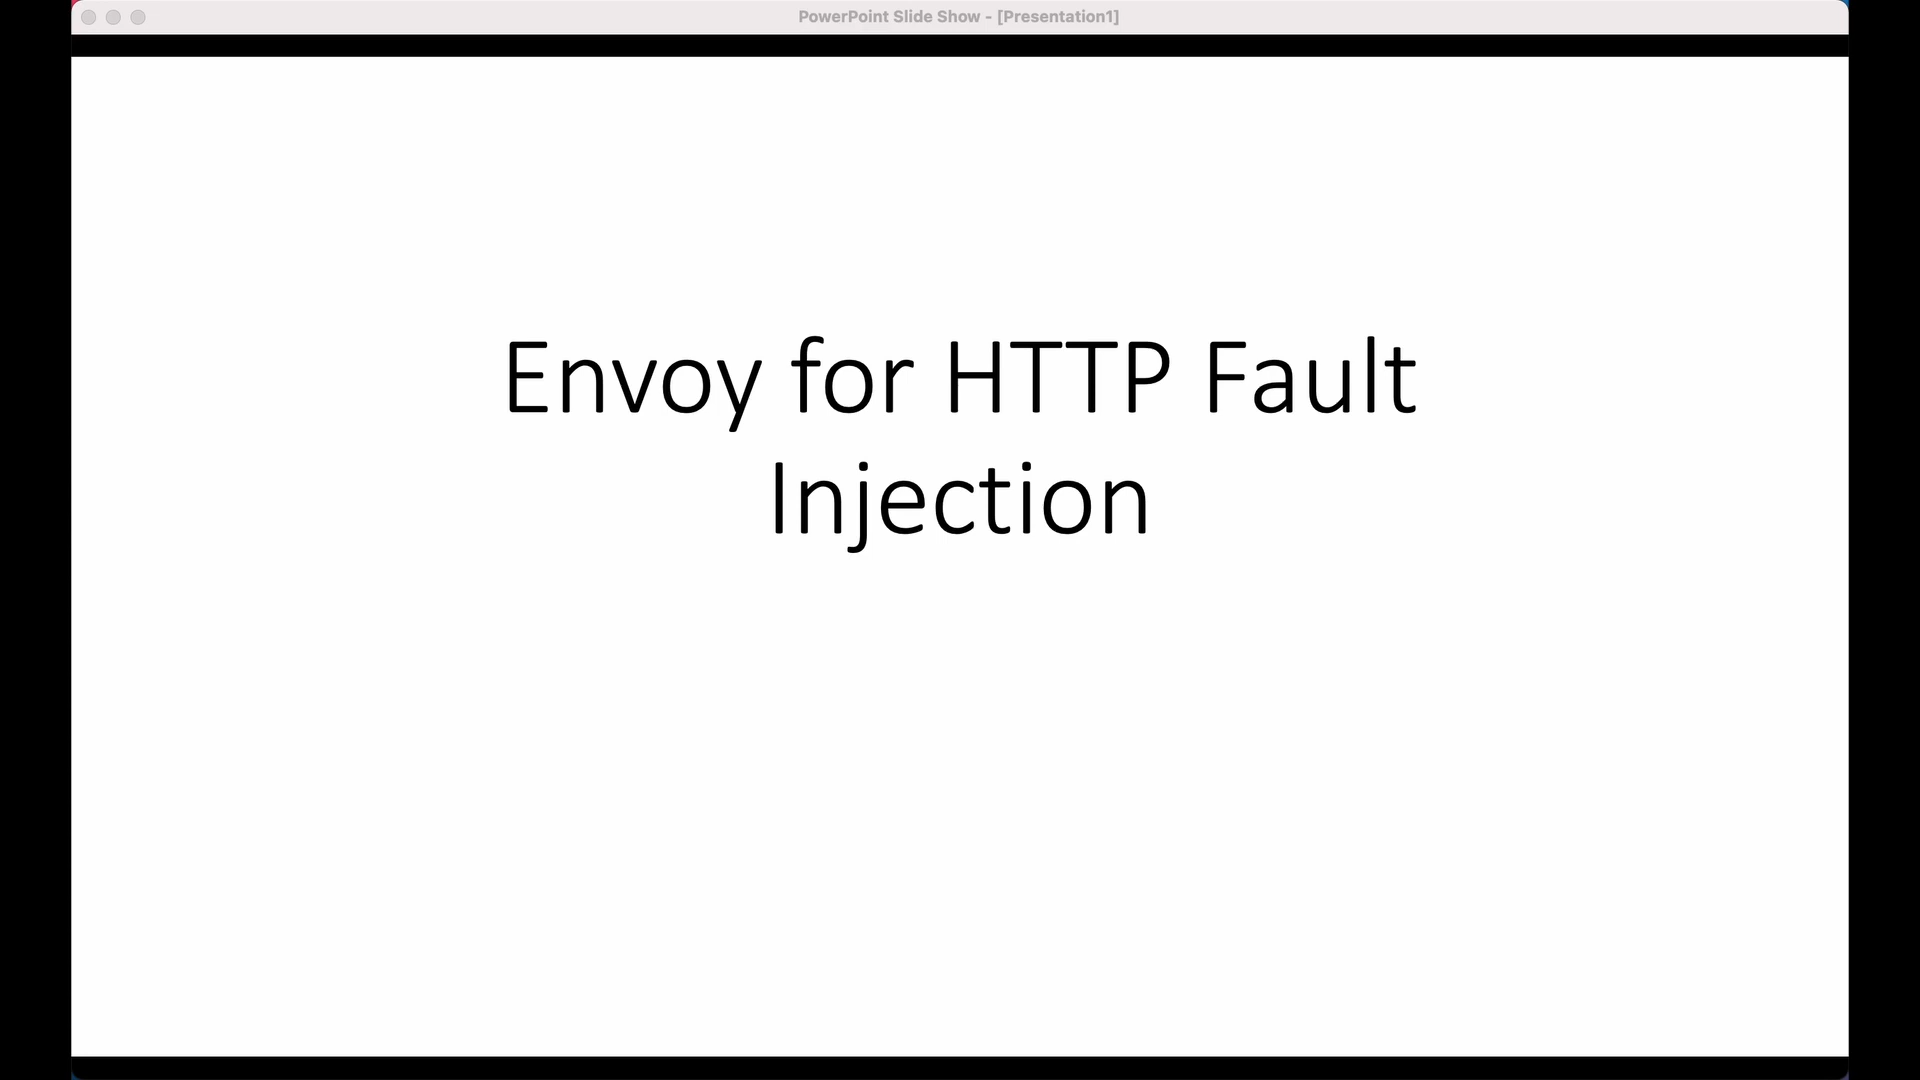 PowerPoint Slide Show - [Presentation1]
Envoy for HTTP Fault
Injection